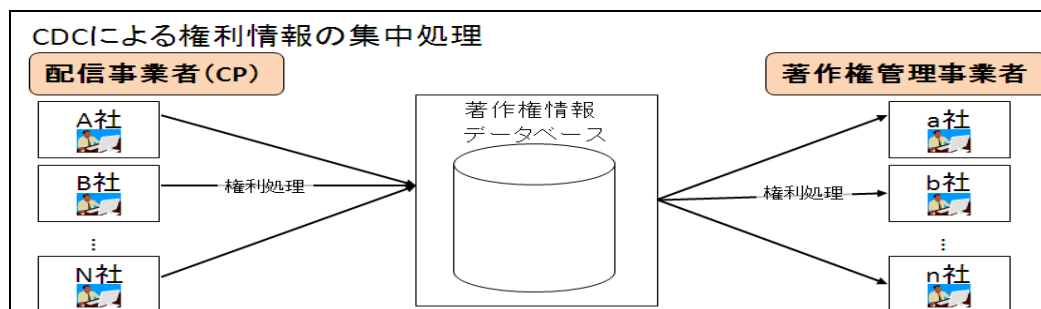 CDCによる権利情報の集中処理
配信事業者(CP)
著作権管理事業者
A社
B社
⋮
N社
権利処理
著作権情報
データベース
権利処理
a社
b社
⋮
n社